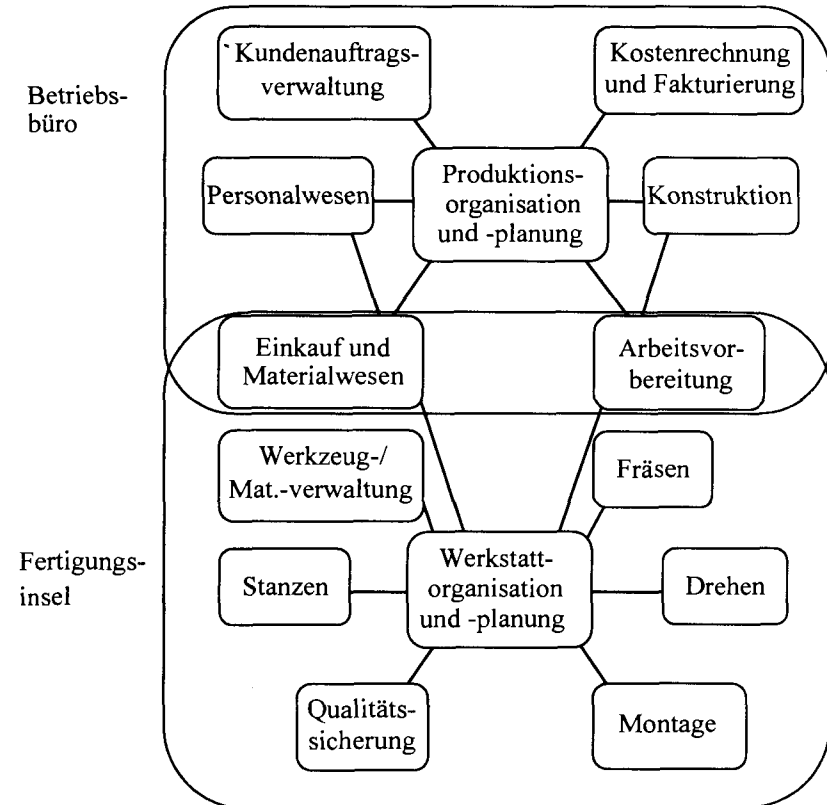 Kundenauftrags-
verwaltung
Kostenrechnung
und Fakturierung
Betriebs-
büro
Personalwesen
Produktions-
organisation
und -planung
Konstruktion
Einkauf und
Materialwesen
Arbeitsvor-
bereitung
Werkzeug-/
Mat.-verwaltung
Fräsen
Fertigungs-
insel
Stanzen
Werkstatt-
organisation
und -planung
Drehen
Qualitäts-
sicherung
Montage